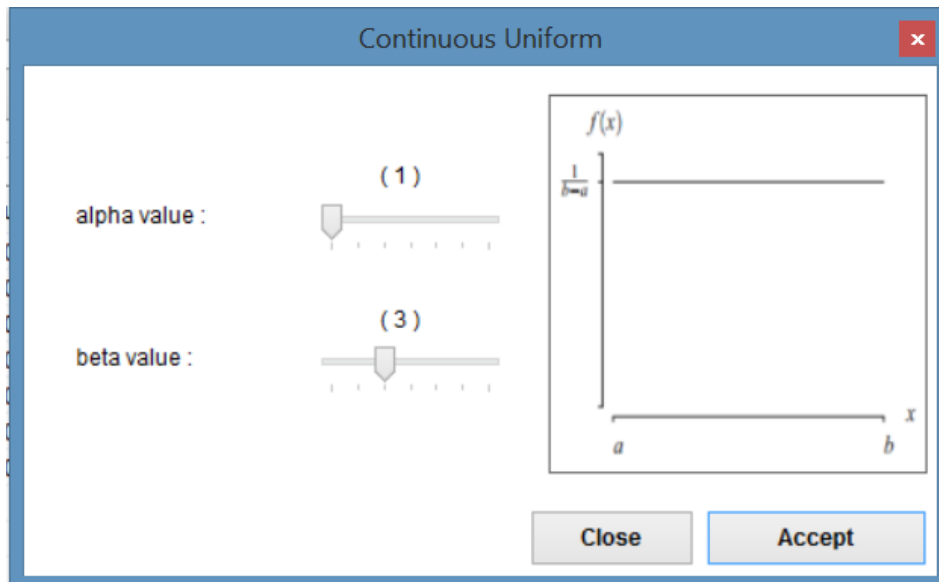 Continuous Uniform
x
alpha value :
( 1 )
beta value :
( 3 )
f(x)
1
b=a
x
a
b
Close
Accept